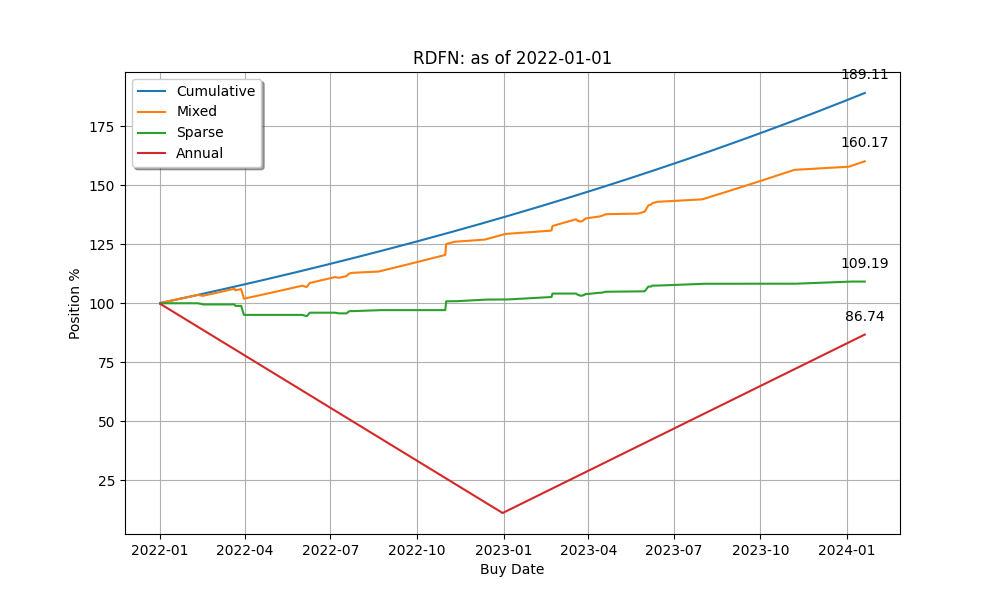 RDFN: as of 2022-01-01
189.11
Cumulative
Mixed
Sparse
Annual
160.17
109.19
86.74
175
150
125
100
75
50
25
Position %
2022-01 2022-04 2022-07 2022-10 2023-01 2023-04 2023-07 2023-10 2024-01
Buy Date